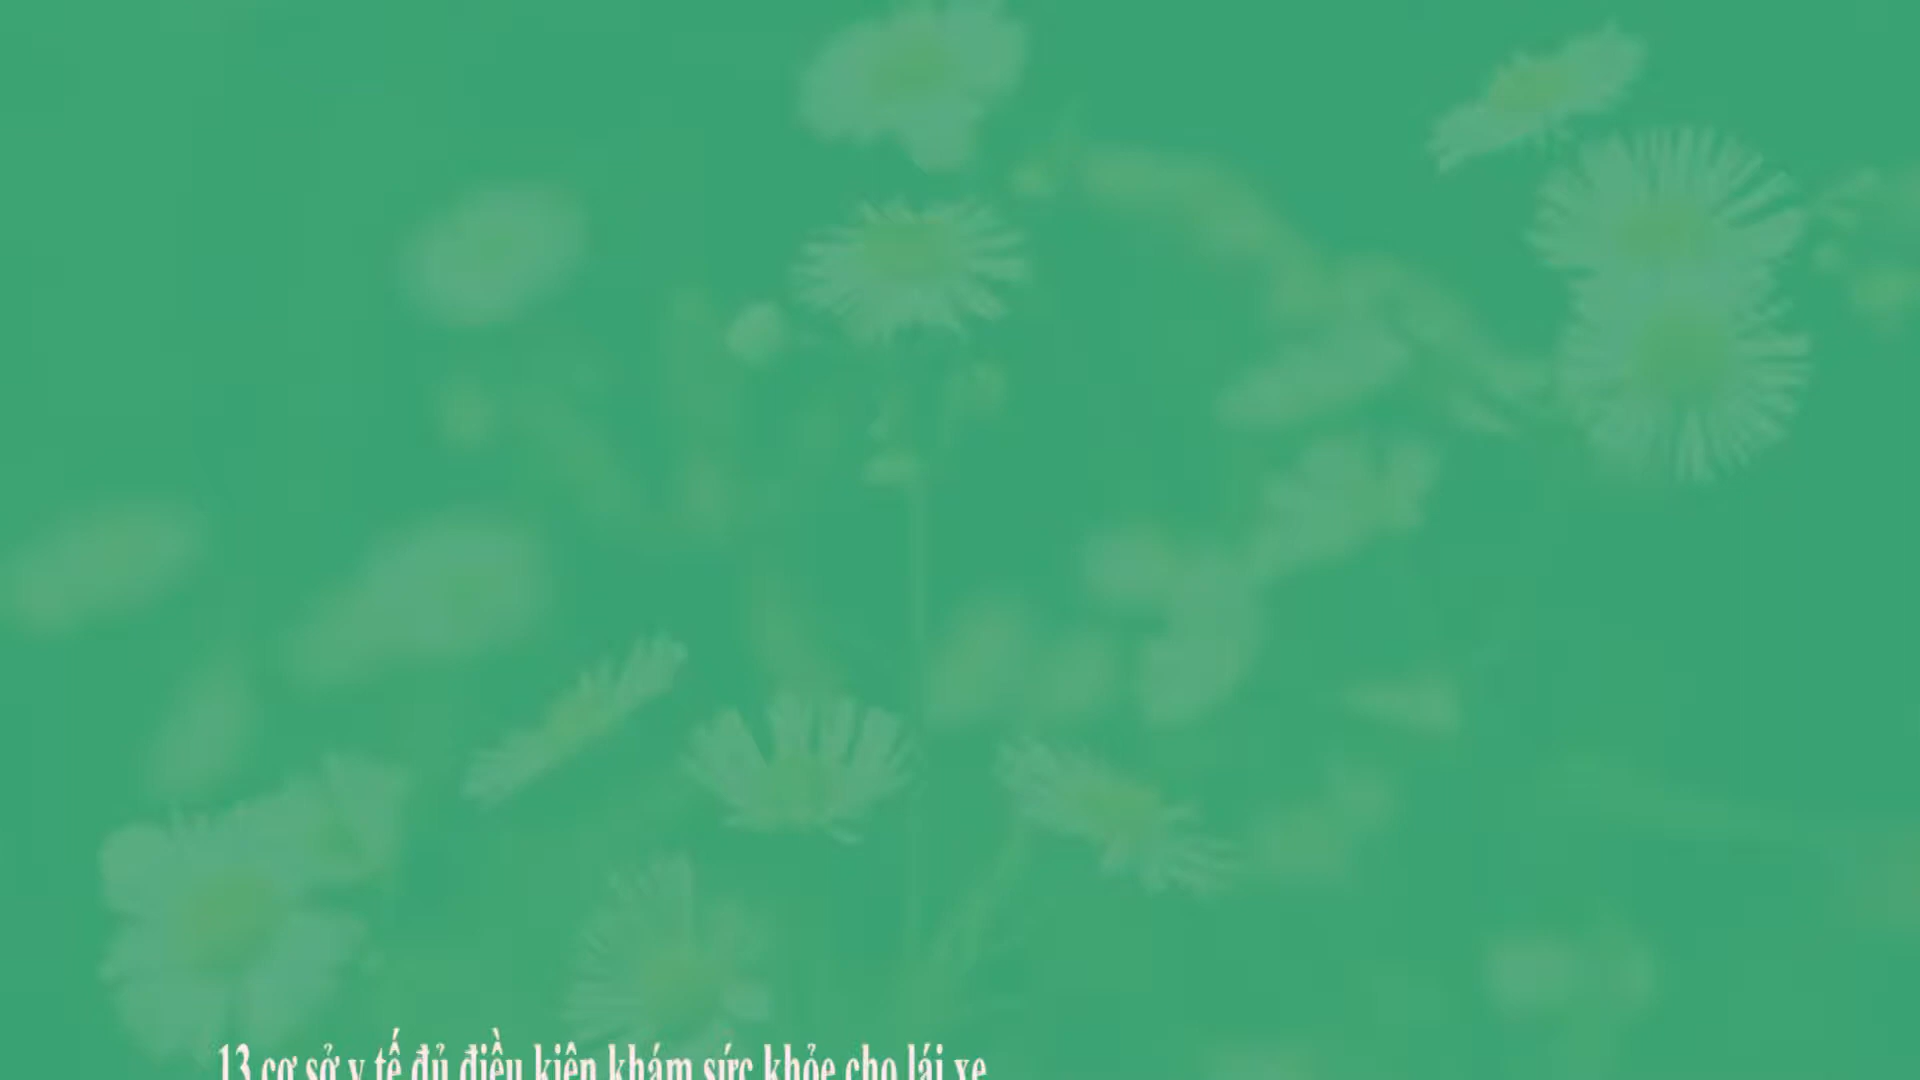 13 cơ sở y tế đủ điều kiện khám sức khỏe cho lái xe